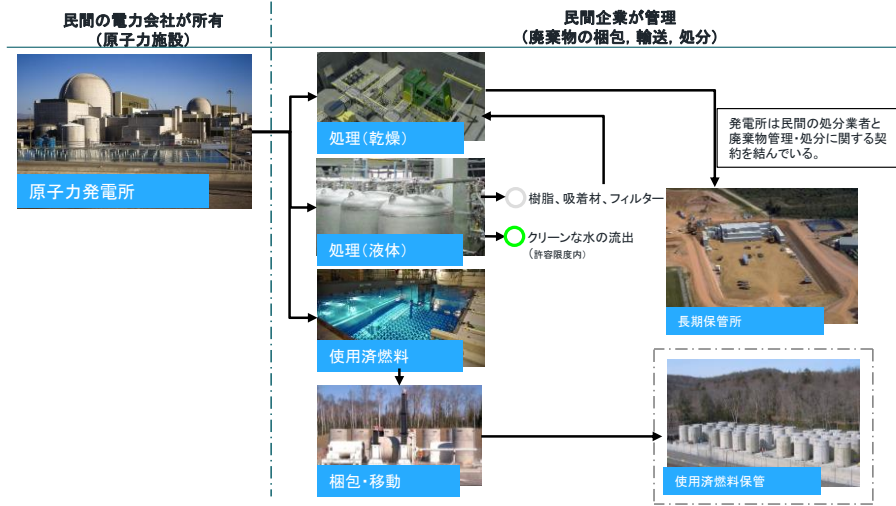 民間の電力会社が所有
（原子力施設）
民間企業が管理
（廃棄物の梱包, 輸送, 処分）
原子力発電所
処理（乾燥）
発電所は民間の処分業者と
廃棄物管理・処分に関する契
約を結んでいる。
処理（液体）
樹脂、吸着材、フィルター
クリーンな水の流出
（許容限度内）
長期保管所
使用済燃料
梱包・移動
使用済燃料保管